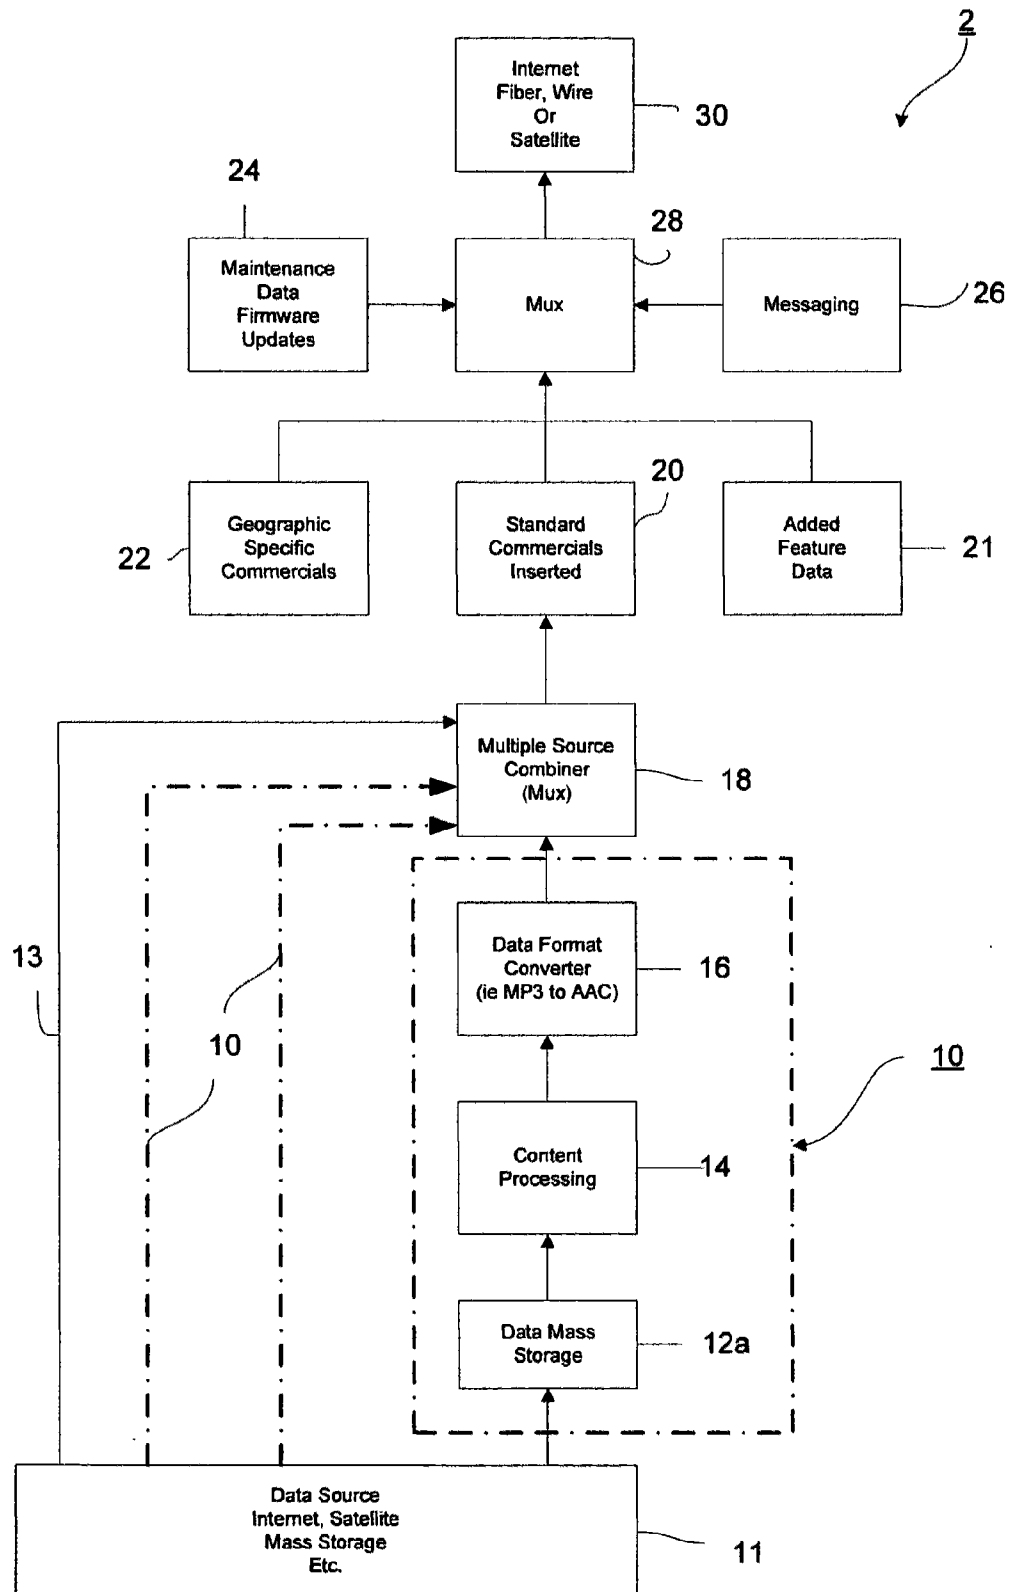 2
Internet
Fiber, Wire
Or
Satellite
30
24
28
Maintenance
Data
Firmware
Updates
Mux
Messaging
26
20
22
Geographic
Specific
Commercials
Standard
Commercials
Inserted
Added
Feature
Data
21
Multiple Source
Combiner
(Mux)
18
13
Data Format
Converter
(ie MP3 to AAC)
16
10
10
Content
Processing
14
Data Mass
Storage
12a
Data Source
Internet, Satellite
Mass Storage
Etc.
11